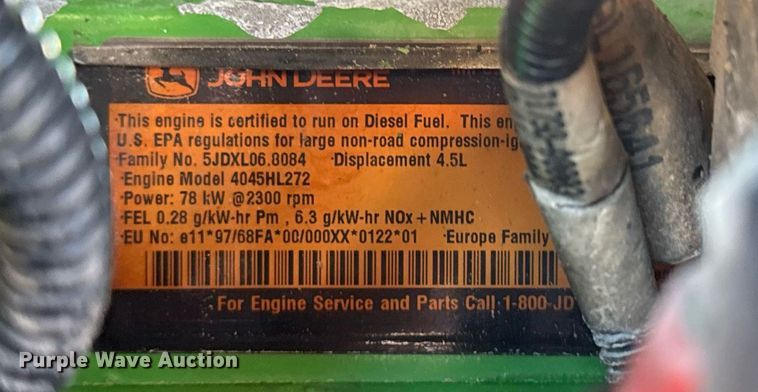 JOHN DEERE
·This engine is certified to run on Diesel Fuel. This en
U.S. EPA regulations for large non-road compression-ig
·Family No. 5JDXL06.8084 ·Displacement 4.5L
·Engine Model 4045HL272
·Power: 78 kW @2300 rpm
·FEL 0.28 g/kW-hr Pm , 6.3 g/kW-hr NOx + NMHC
·EU No: e11*97/68FA*00/000XX*0122*01 ·Europe Family
For Engine Service and Parts Call 1-800-JD
Purple Wave Auction